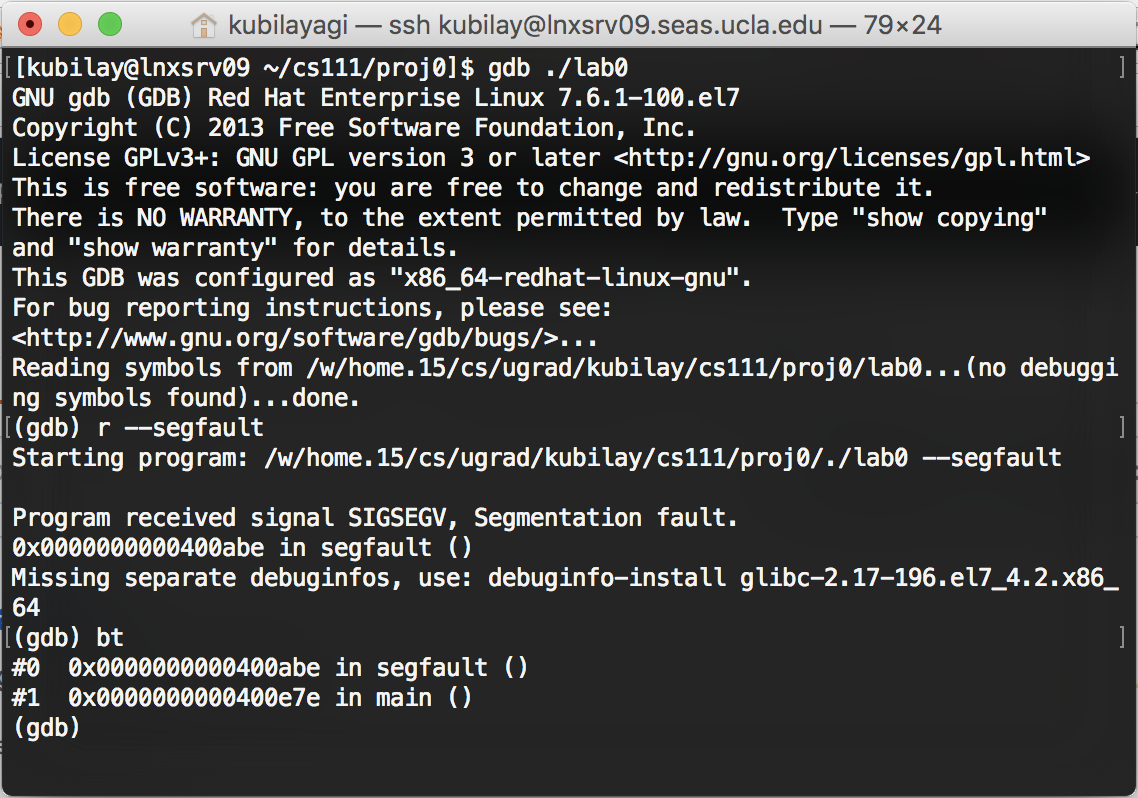 kubilayagi — ssh kubilay@lnxsrv09.seas.ucla.edu — 79×24
[[kubilay@lnxsrv09 ~/cs111/proj0]$ gdb ./lab0 ]
GNU gdb (GDB) Red Hat Enterprise Linux 7.6.1-100.el7
Copyright (C) 2013 Free Software Foundation, Inc.
License GPLv3+: GNU GPL version 3 or later <http://gnu.org/licenses/gpl.html>
This is free software: you are free to change and redistribute it.
There is NO WARRANTY, to the extent permitted by law.  Type "show copying"
and "show warranty" for details.
This GDB was configured as "x86_64-redhat-linux-gnu".
For bug reporting instructions, please see:
<http://www.gnu.org/software/gdb/bugs/>...
Reading symbols from /w/home.15/cs/ugrad/kubilay/cs111/proj0/lab0...(no debuggi
ng symbols found)...done.
[(gdb) r --segfault ]
Starting program: /w/home.15/cs/ugrad/kubilay/cs111/proj0/./lab0 --segfault
Program received signal SIGSEGV, Segmentation fault.
0x0000000000400abe in segfault ()
Missing separate debuginfos, use: debuginfo-install glibc-2.17-196.el7_4.2.x86_
64
[(gdb) bt ]
#0  0x0000000000400abe in segfault ()
#1  0x0000000000400e7e in main ()
(gdb)